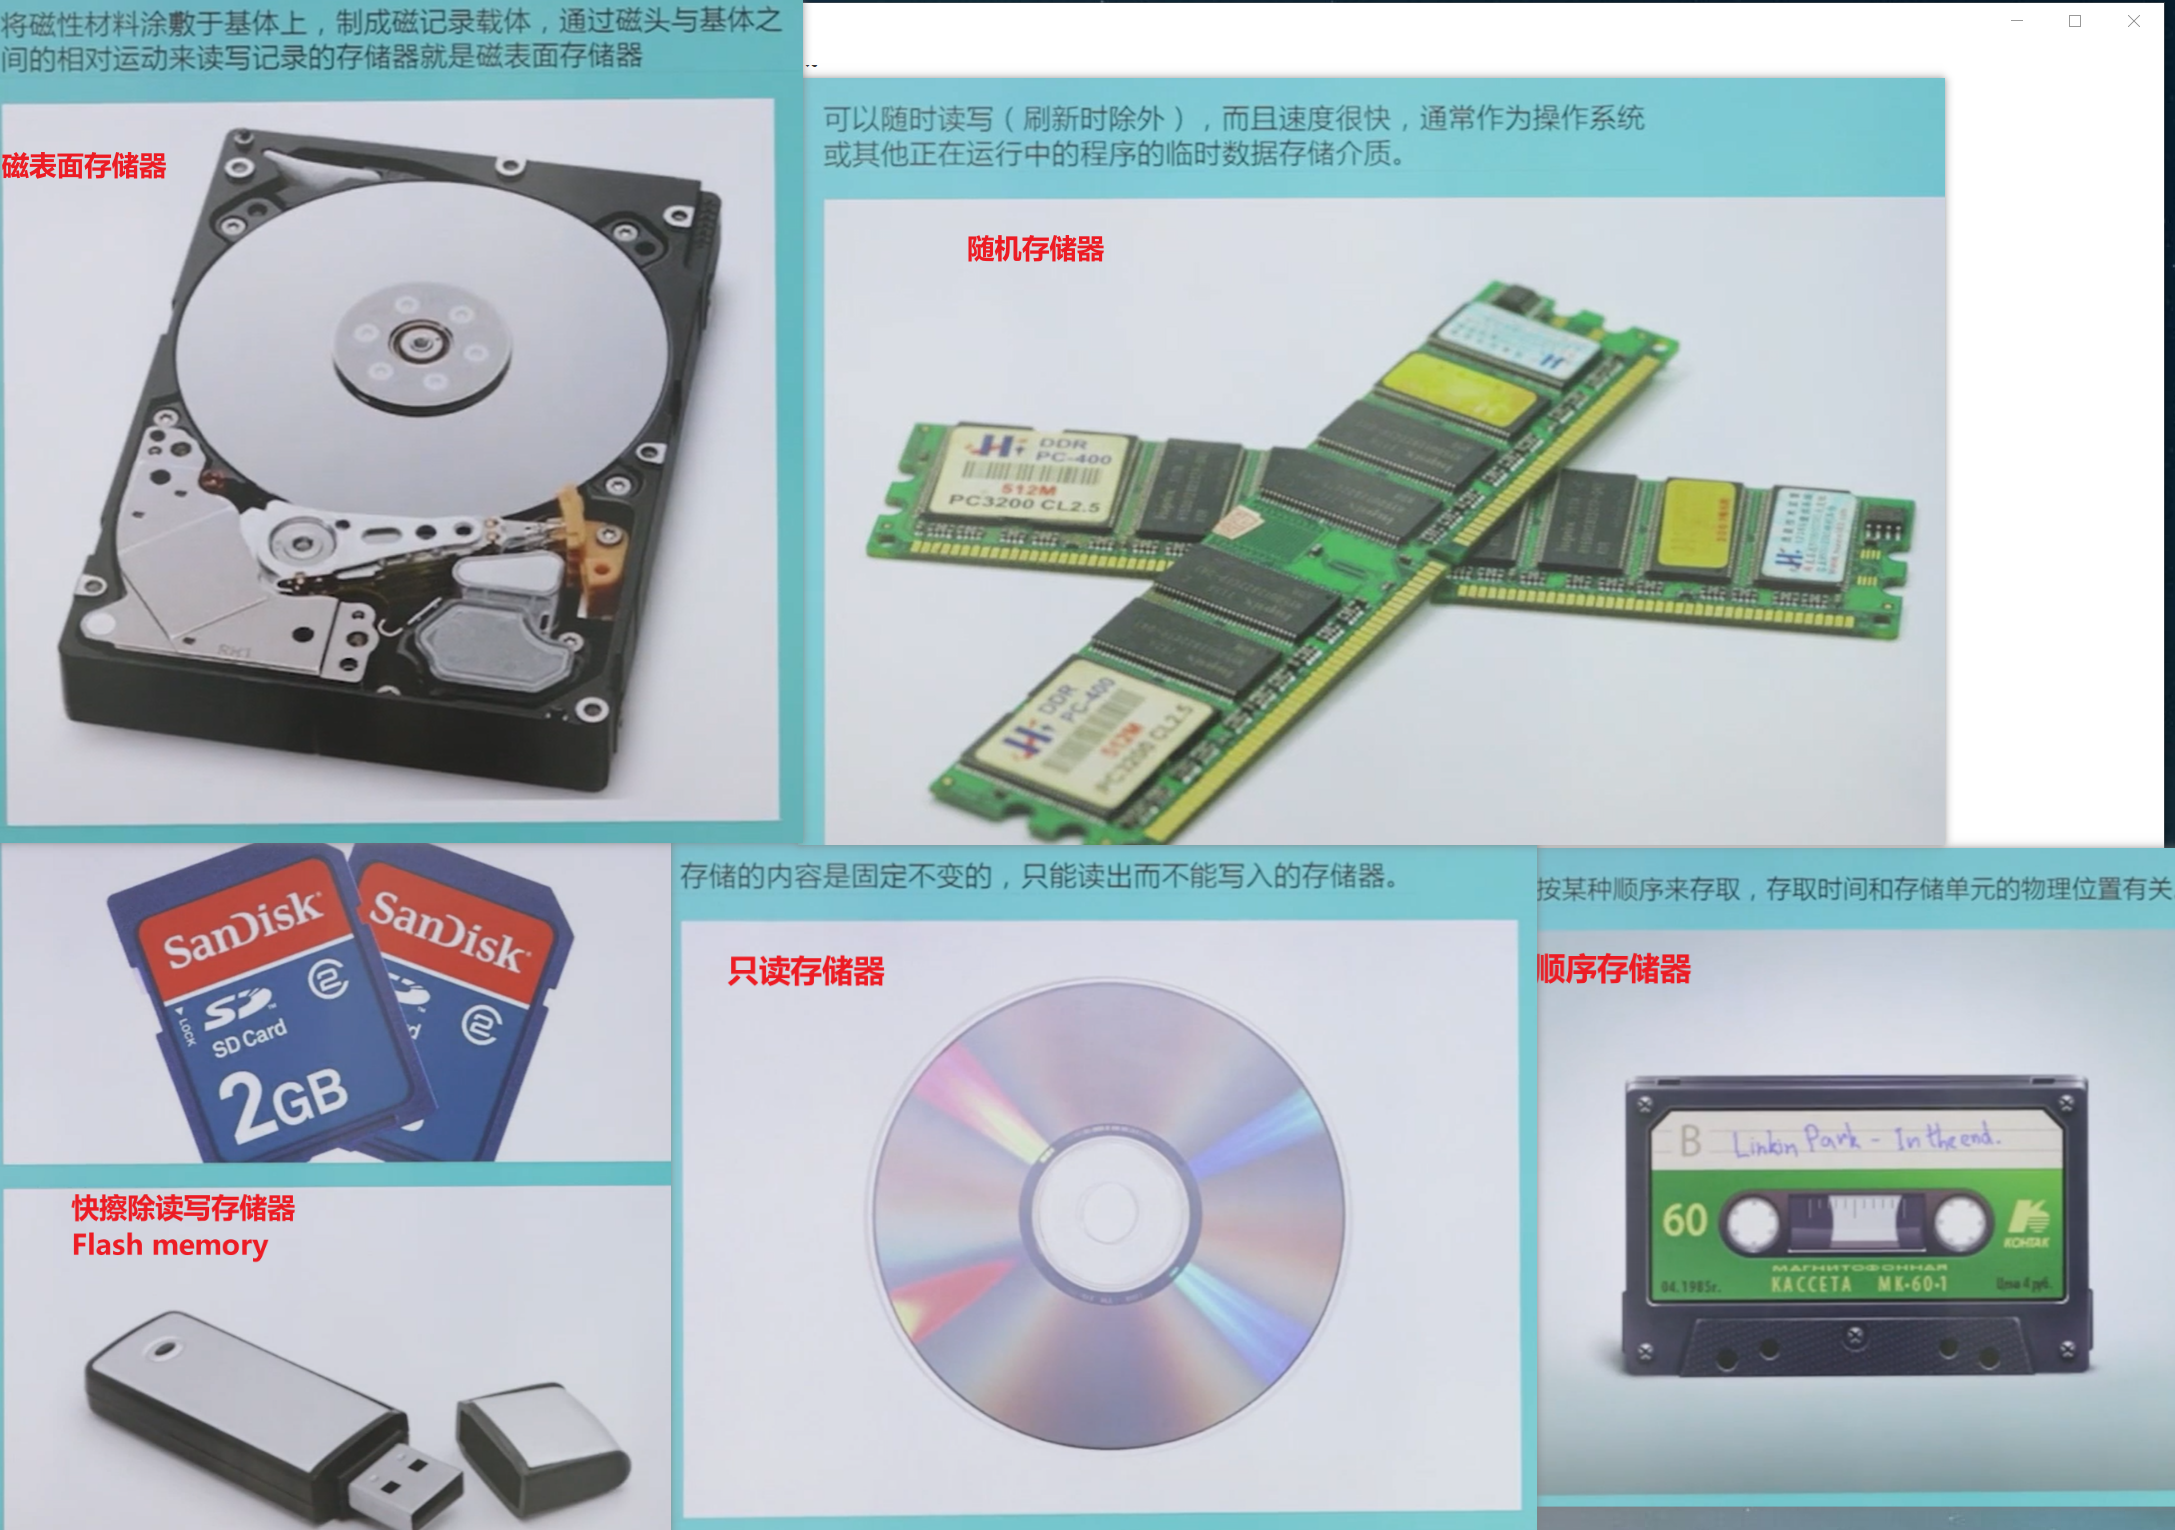 将磁性材料涂敷于基体上，制成磁记录载体，通过磁头与基体之
间的相对运动来读写记录的存储器就是磁表面存储器
磁表面存储器
可以随时读写（刷新时除外），而且速度很快，通常作为操作系统
或其他正在运行中的程序的临时数据存储介质。
随机存储器
DDR
PC-400
512M
PC3200 CL2.5
DDR
PC-400
512M
PC3200 CL2.5
SanDisk
SD
SD Card
LOCK
2GB
SanDisk
快擦除读写存储器
Flash memory
存储的内容是固定不变的，只能读出而不能写入的存储器。
只读存储器
按某种顺序来存取，存取时间和存储单元的物理位置有关
顺序存储器
B
Linkin Park - In the end.
60
КОНТАК
МАГНИТОФОННАЯ
КАССЕТА МК-60-1
04.1985г.
Цена 4 руб.